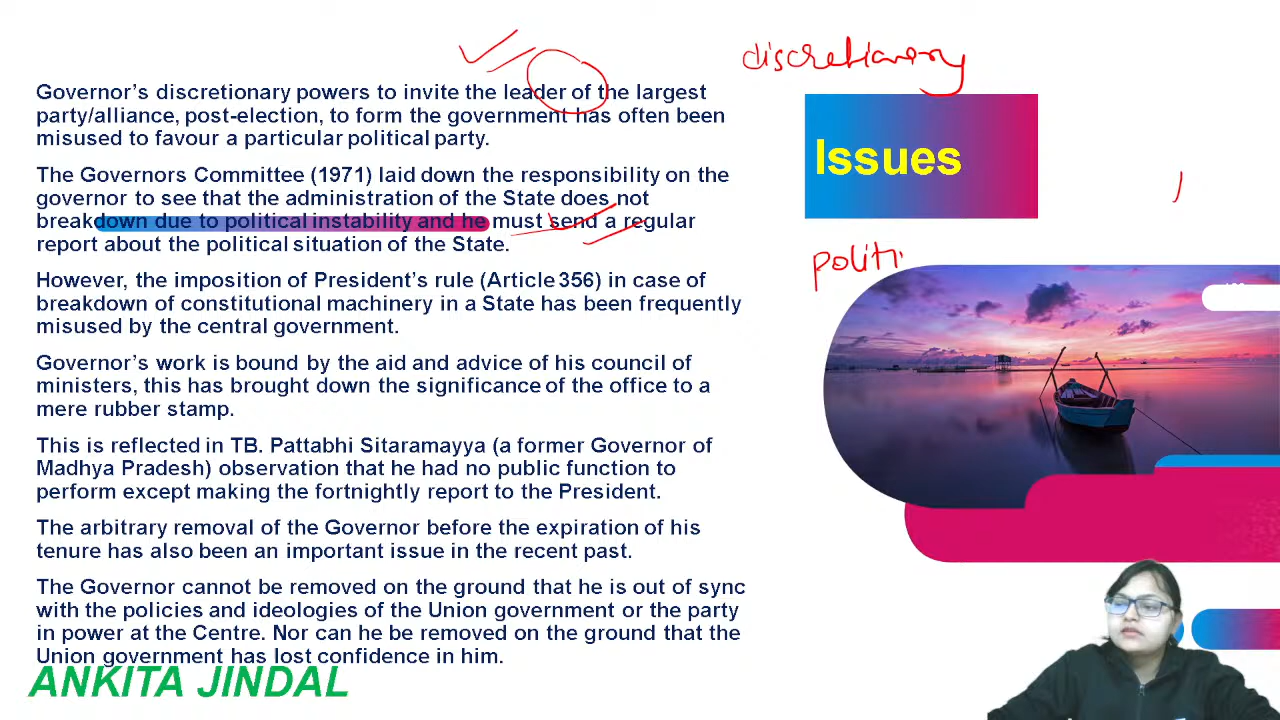 discretionary
Governor’s discretionary powers to invite the leader of the largest
party/alliance, post-election, to form the government has often been
misused to favour a particular political party.
Issues
The Governors Committee (1971) laid down the responsibility on the
governor to see that the administration of the State does not
breakdown due to political instability and he must send a regular
report about the political situation of the State.
politi
However, the imposition of President’s rule (Article 356) in case of
breakdown of constitutional machinery in a State has been frequently
misused by the central government.
Governor’s work is bound by the aid and advice of his council of
ministers, this has brought down the significance of the office to a
mere rubber stamp.
This is reflected in TB. Pattabhi Sitaramayya (a former Governor of
Madhya Pradesh) observation that he had no public function to
perform except making the fortnightly report to the President.
The arbitrary removal of the Governor before the expiration of his
tenure has also been an important issue in the recent past.
The Governor cannot be removed on the ground that he is out of sync
with the policies and ideologies of the Union government or the party
in power at the Centre. Nor can he be removed on the ground that the
Union government has lost confidence in him.
ANKITA JINDAL